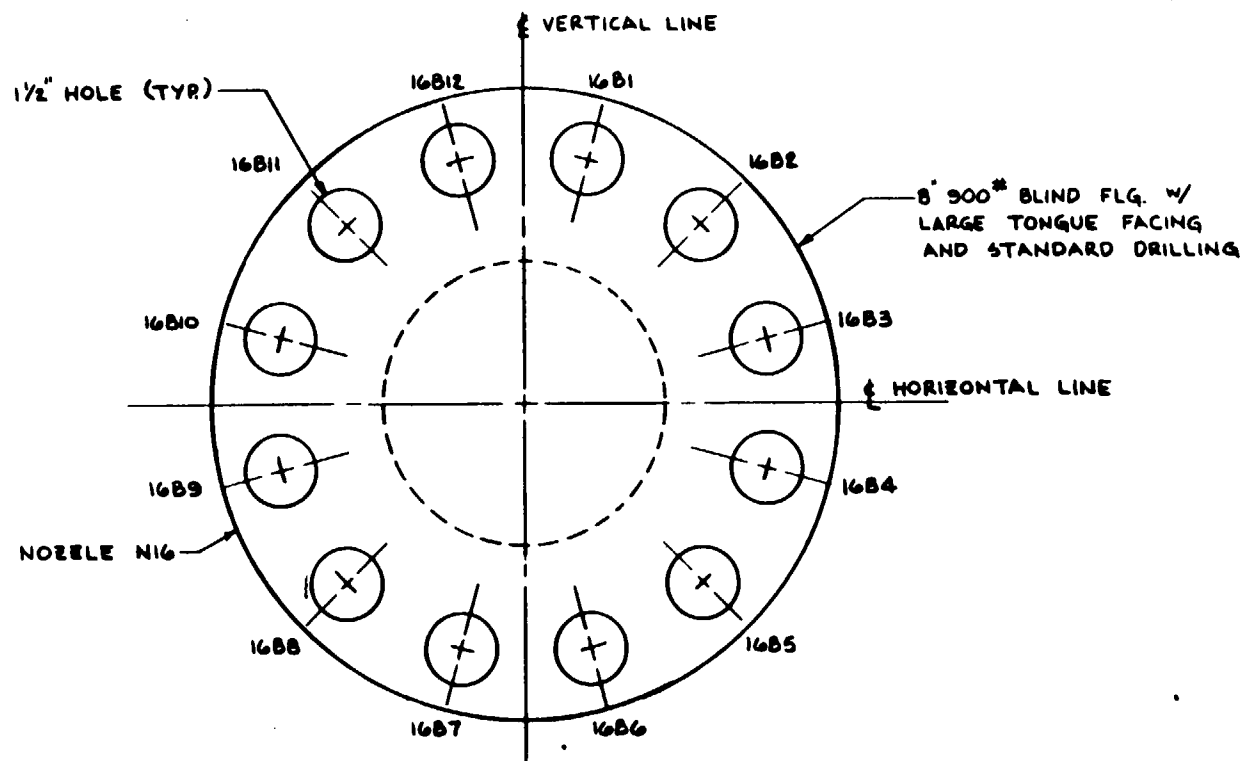 ℄ VERTICAL LINE
1½" HOLE (TYP.)
16B12
16B1
16B11
16B2
8" 900# BLIND FLG. W/
LARGE TONGUE FACING
AND STANDARD DRILLING
16B10
16B3
℄ HORIZONTAL LINE
16B9
16B4
NOZZLE N16
16B8
16B5
16B7
16B6